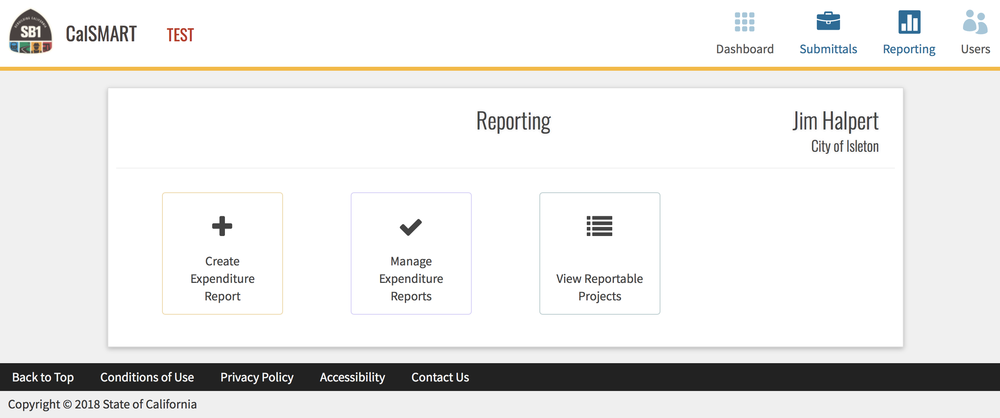 REBUILDING CALIFORNIA
SB1
CalSMART
TEST
Dashboard
Submittals
Reporting
Users
Reporting
Jim Halpert
City of Isleton
Create
Expenditure
Report
Manage
Expenditure
Reports
View Reportable
Projects
Back to Top
Conditions of Use
Privacy Policy
Accessibility
Contact Us
Copyright © 2018 State of California